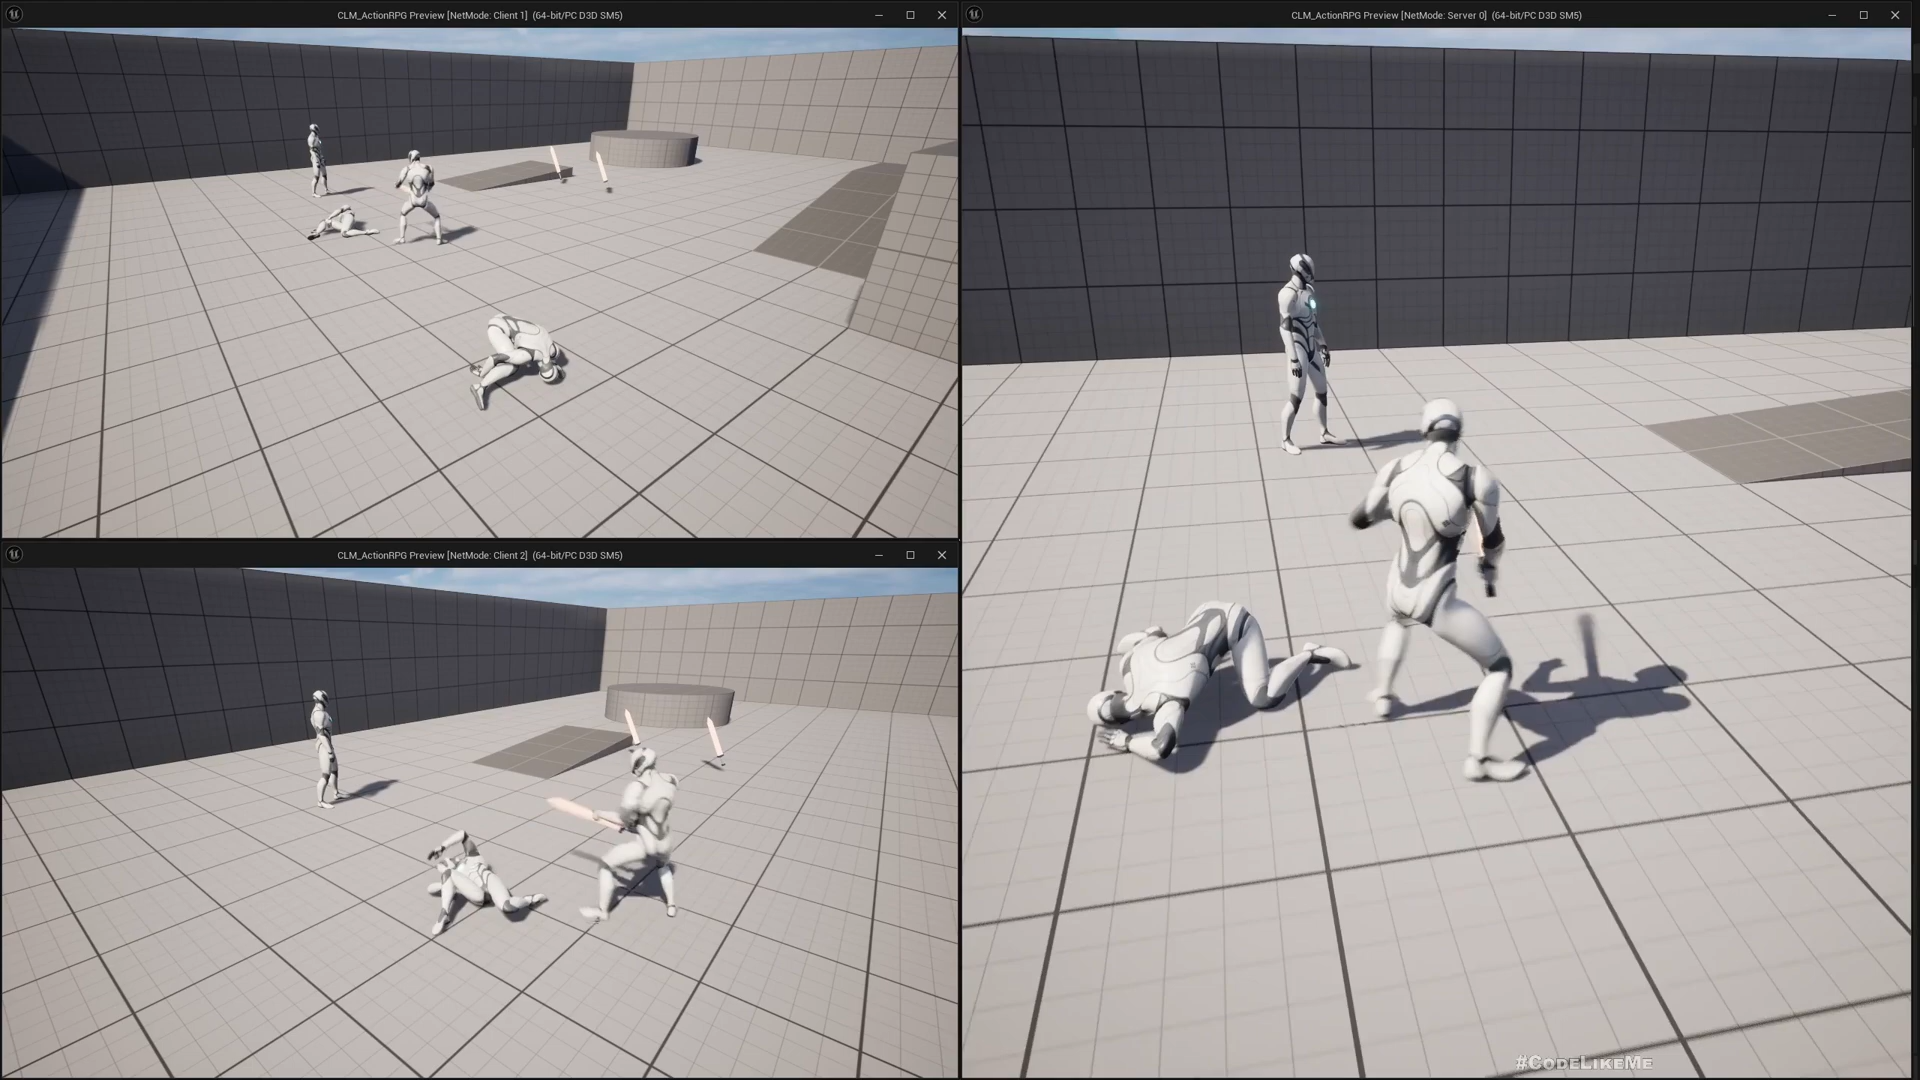 CLM_ActionRPG Preview [NetMode: Client 1]  (64-bit/PC D3D SM5)
CLM_ActionRPG Preview [NetMode: Server 0]  (64-bit/PC D3D SM5)
CLM_ActionRPG Preview [NetMode: Client 2]  (64-bit/PC D3D SM5)
#CodeLikeMe